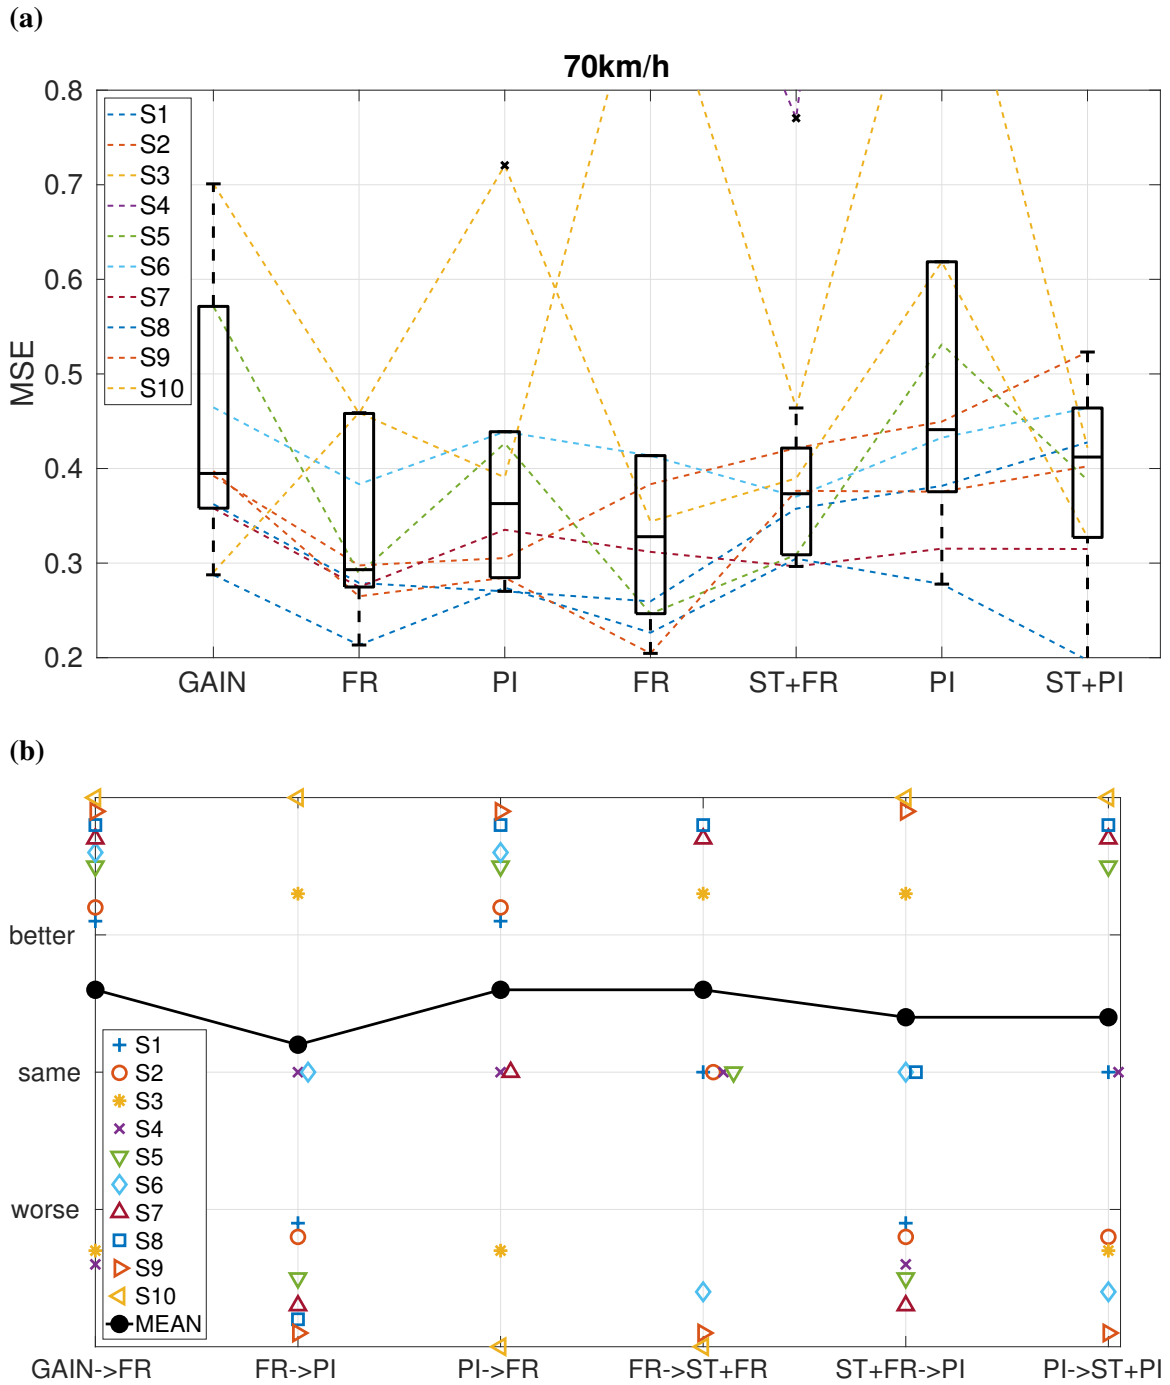 (a)
70km/h
0.8
0.7
0.6
0.5
0.4
0.3
0.2
MSE
S1
S2
S3
S4
S5
S6
S7
S8
S9
S10
GAIN FR PI FR ST+FR PI ST+PI
(b)
better
same
worse
S1
S2
S3
S4
S5
S6
S7
S8
S9
S10
MEAN
GAIN->FR FR->PI PI->FR FR->ST+FR ST+FR->PI PI->ST+PI